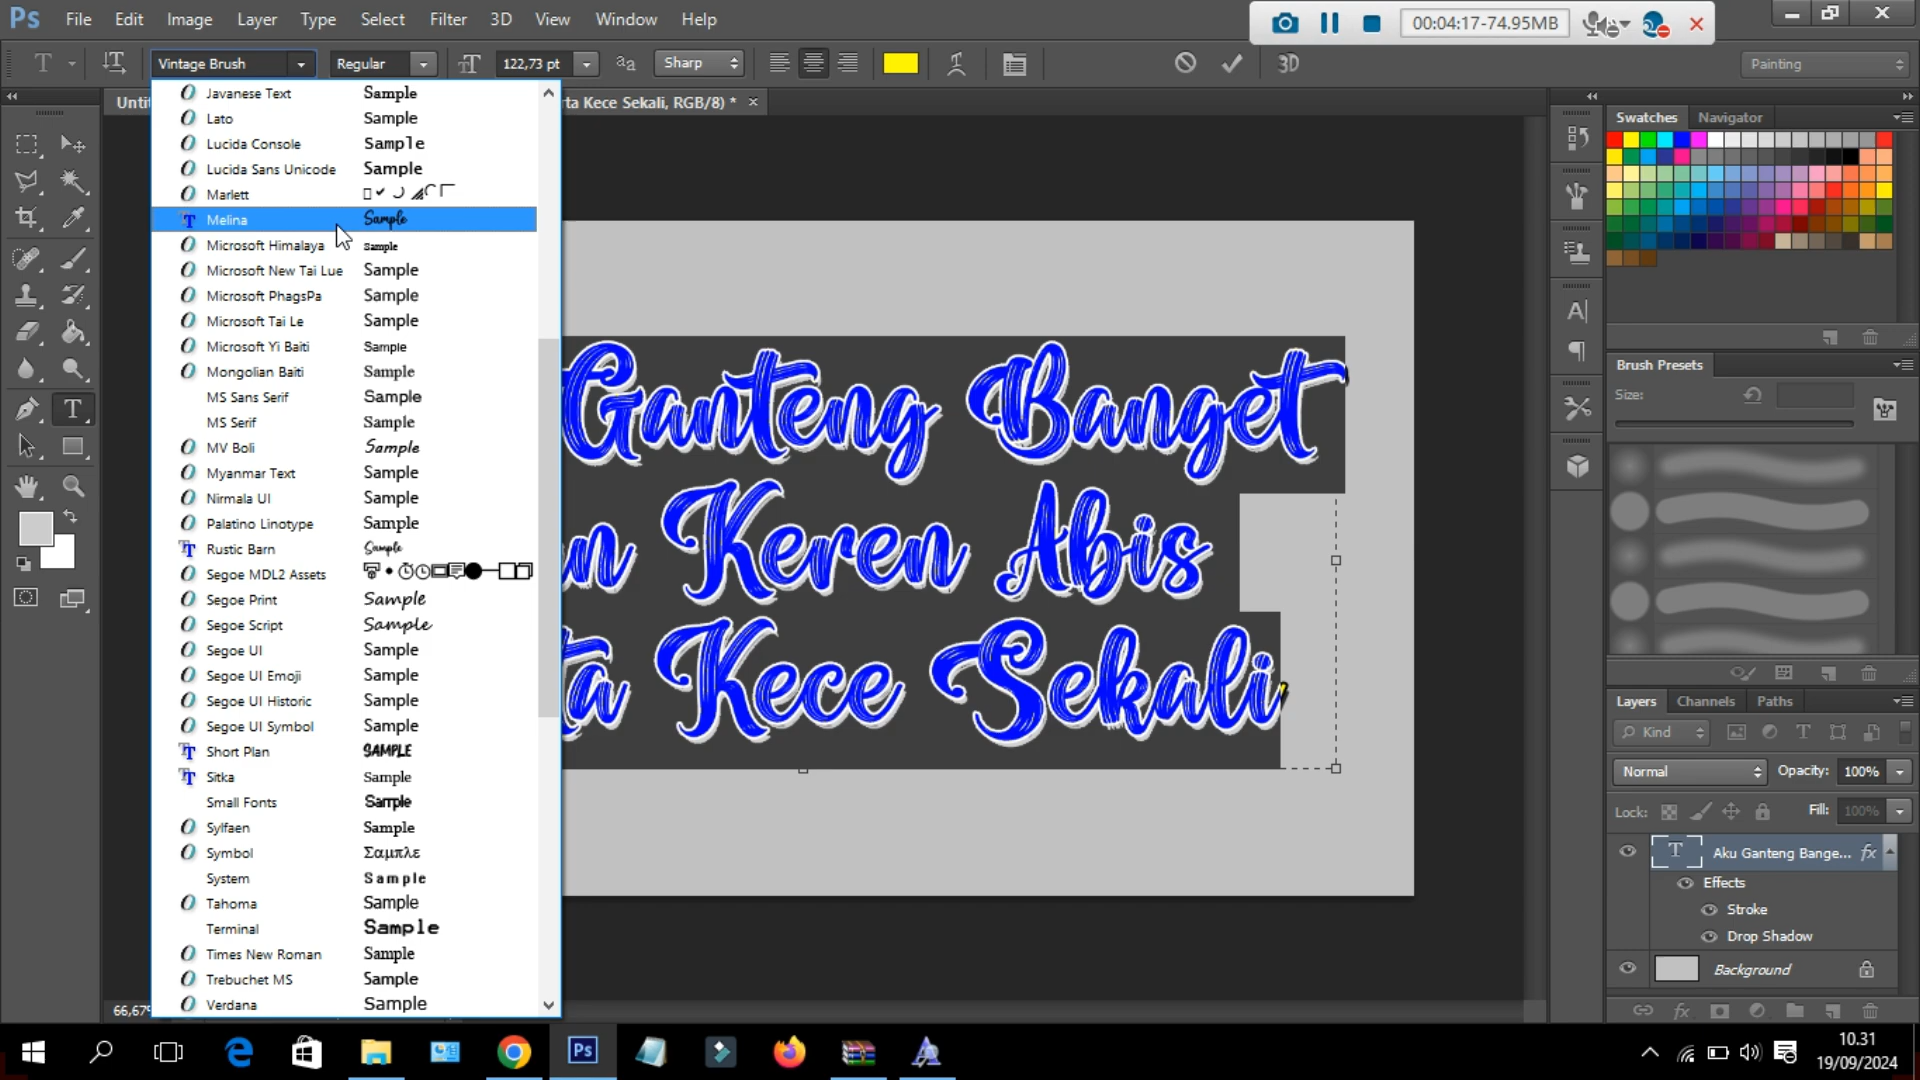 Ps File Edit Image Layer Type Select Filter 3D View Window Help
00:04:17-74.95MB
Vintage Brush Regular 122,73 pt aa Sharp 3D Painting
rta Kece Sekali, RGB/8) *
Javanese Text Sample
Lato Sample
Lucida Console Sample
Lucida Sans Unicode Sample
Marlett
Melina Sample
Microsoft Himalaya Sample
Microsoft New Tai Lue Sample
Microsoft PhagsPa Sample
Microsoft Tai Le Sample
Microsoft Yi Baiti Sample
Mongolian Baiti Sample
MS Sans Serif Sample
MS Serif Sample
MV Boli Sample
Myanmar Text Sample
Nirmala UI Sample
Palatino Linotype Sample
Rustic Barn Sample
Segoe MDL2 Assets
Segoe Print Sample
Segoe Script Sample
Segoe UI Sample
Segoe UI Emoji Sample
Segoe UI Historic Sample
Segoe UI Symbol Sample
Short Plan SAMPLE
Sitka Sample
Small Fonts Sample
Sylfaen Sample
Symbol Σαμπλε
System Sample
Tahoma Sample
Terminal Sample
Times New Roman Sample
Trebuchet MS Sample
Verdana Sample
66,67%
Ganteng Banget
an Keren Abis
ta Kece Sekali
Swatches Navigator
Brush Presets
Size:
Layers Channels Paths
Kind
Normal Opacity: 100%
Lock: Fill: 100%
Aku Ganteng Bange... fx
Effects
Stroke
Drop Shadow
Background
10.31
19/09/2024